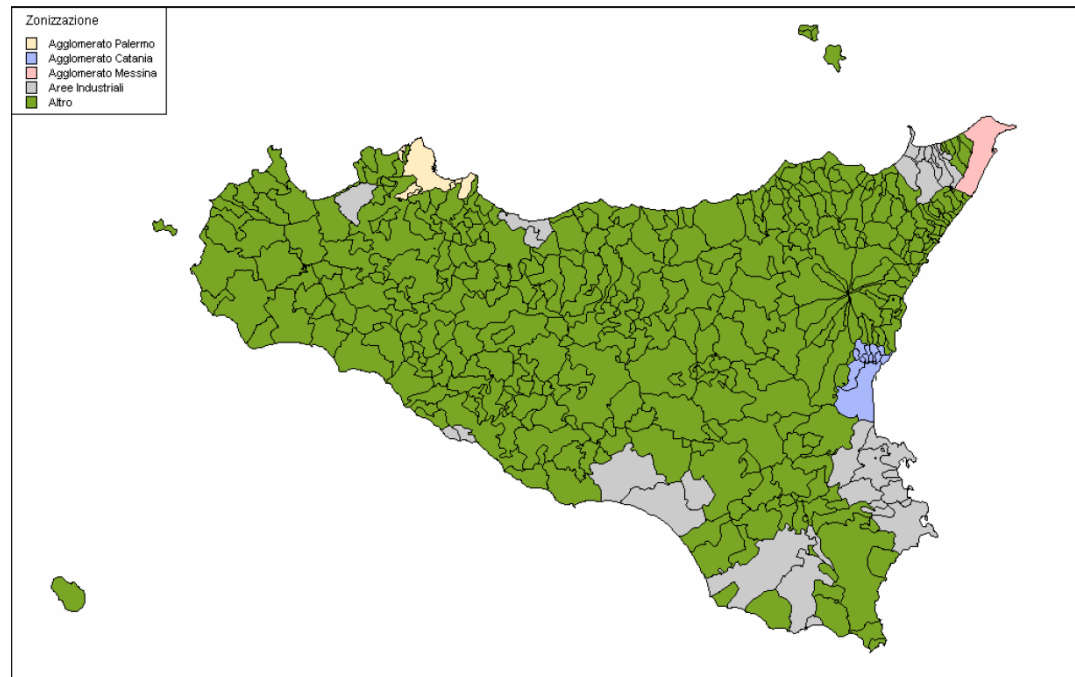 Zonizzazione
Agglomerato Palermo
Agglomerato Catania
Agglomerato Messina
Aree Industriali
Altro